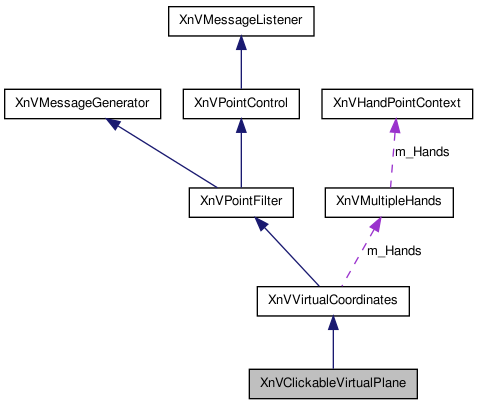 XnVMessageListener
XnVMessageGenerator
XnVPointControl
XnVHandPointContext
m_Hands
XnVPointFilter
XnVMultipleHands
m_Hands
XnVVirtualCoordinates
XnVClickableVirtualPlane